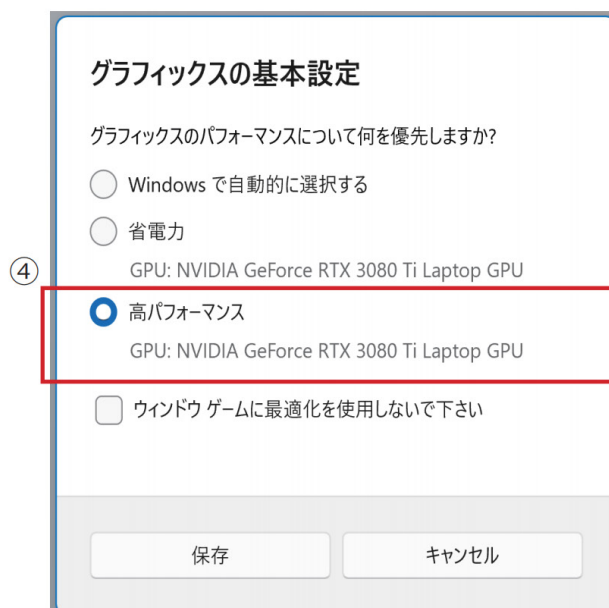 グラフィックスの基本設定
グラフィックスのパフォーマンスについて何を優先しますか?
Windows で自動的に選択する
省電力
GPU: NVIDIA GeForce RTX 3080 Ti Laptop GPU
④
高パフォーマンス
GPU: NVIDIA GeForce RTX 3080 Ti Laptop GPU
ウィンドウ ゲームに最適化を使用しないで下さい
保存
キャンセル